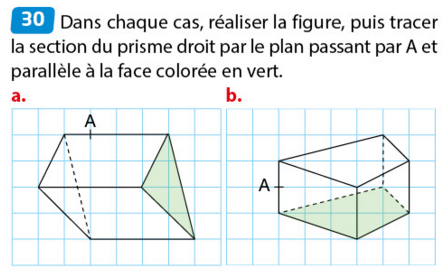 30 Dans chaque cas, réaliser la figure, puis tracer
la section du prisme droit par le plan passant par A et
parallèle à la face colorée en vert.
a. b.
A
A